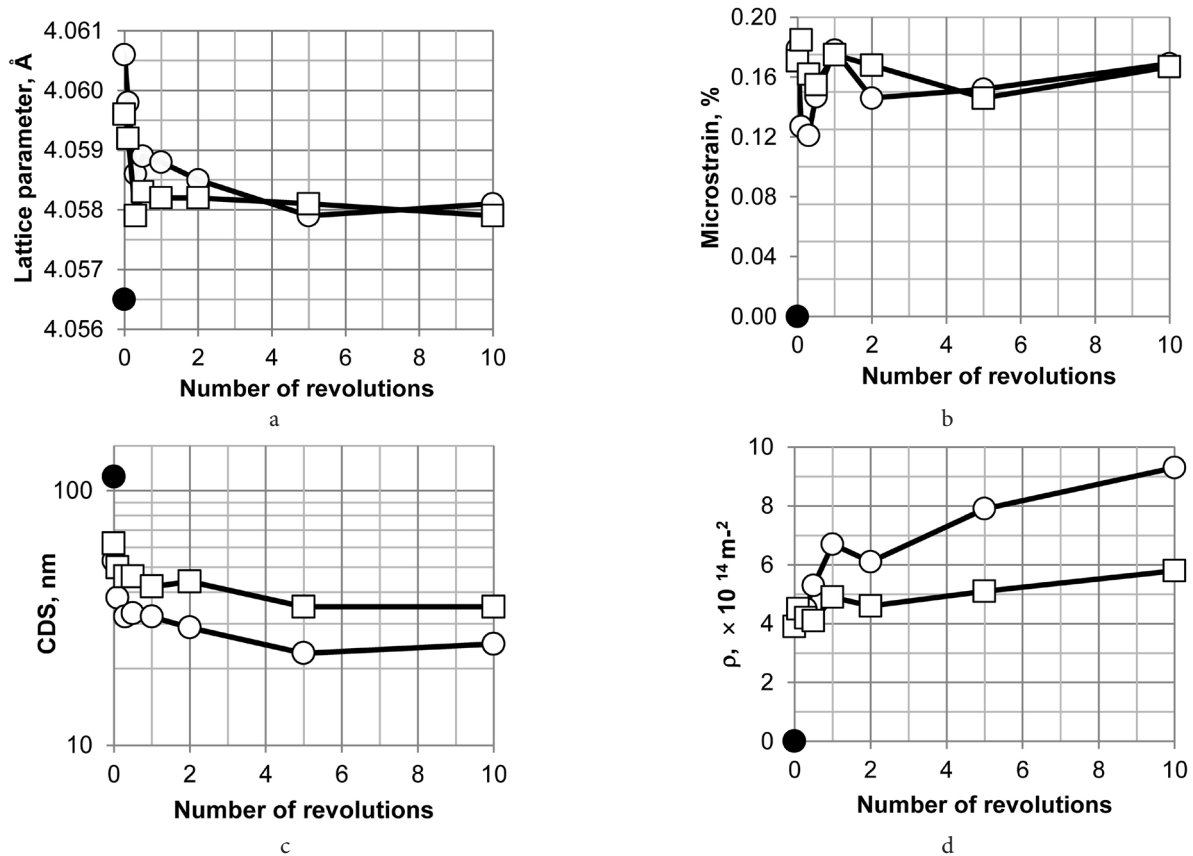 4.061
4.060
4.059
4.058
4.057
4.056
Lattice parameter, Å
0 2 4 6 8 10
Number of revolutions
a
0.20
0.16
0.12
0.08
0.04
0.00
Microstrain, %
0 2 4 6 8 10
Number of revolutions
b
100
10
CDS, nm
0 2 4 6 8 10
Number of revolutions
c
10
8
6
4
2
0
ρ, × 10 ¹⁴ m-²
0 2 4 6 8 10
Number of revolutions
d